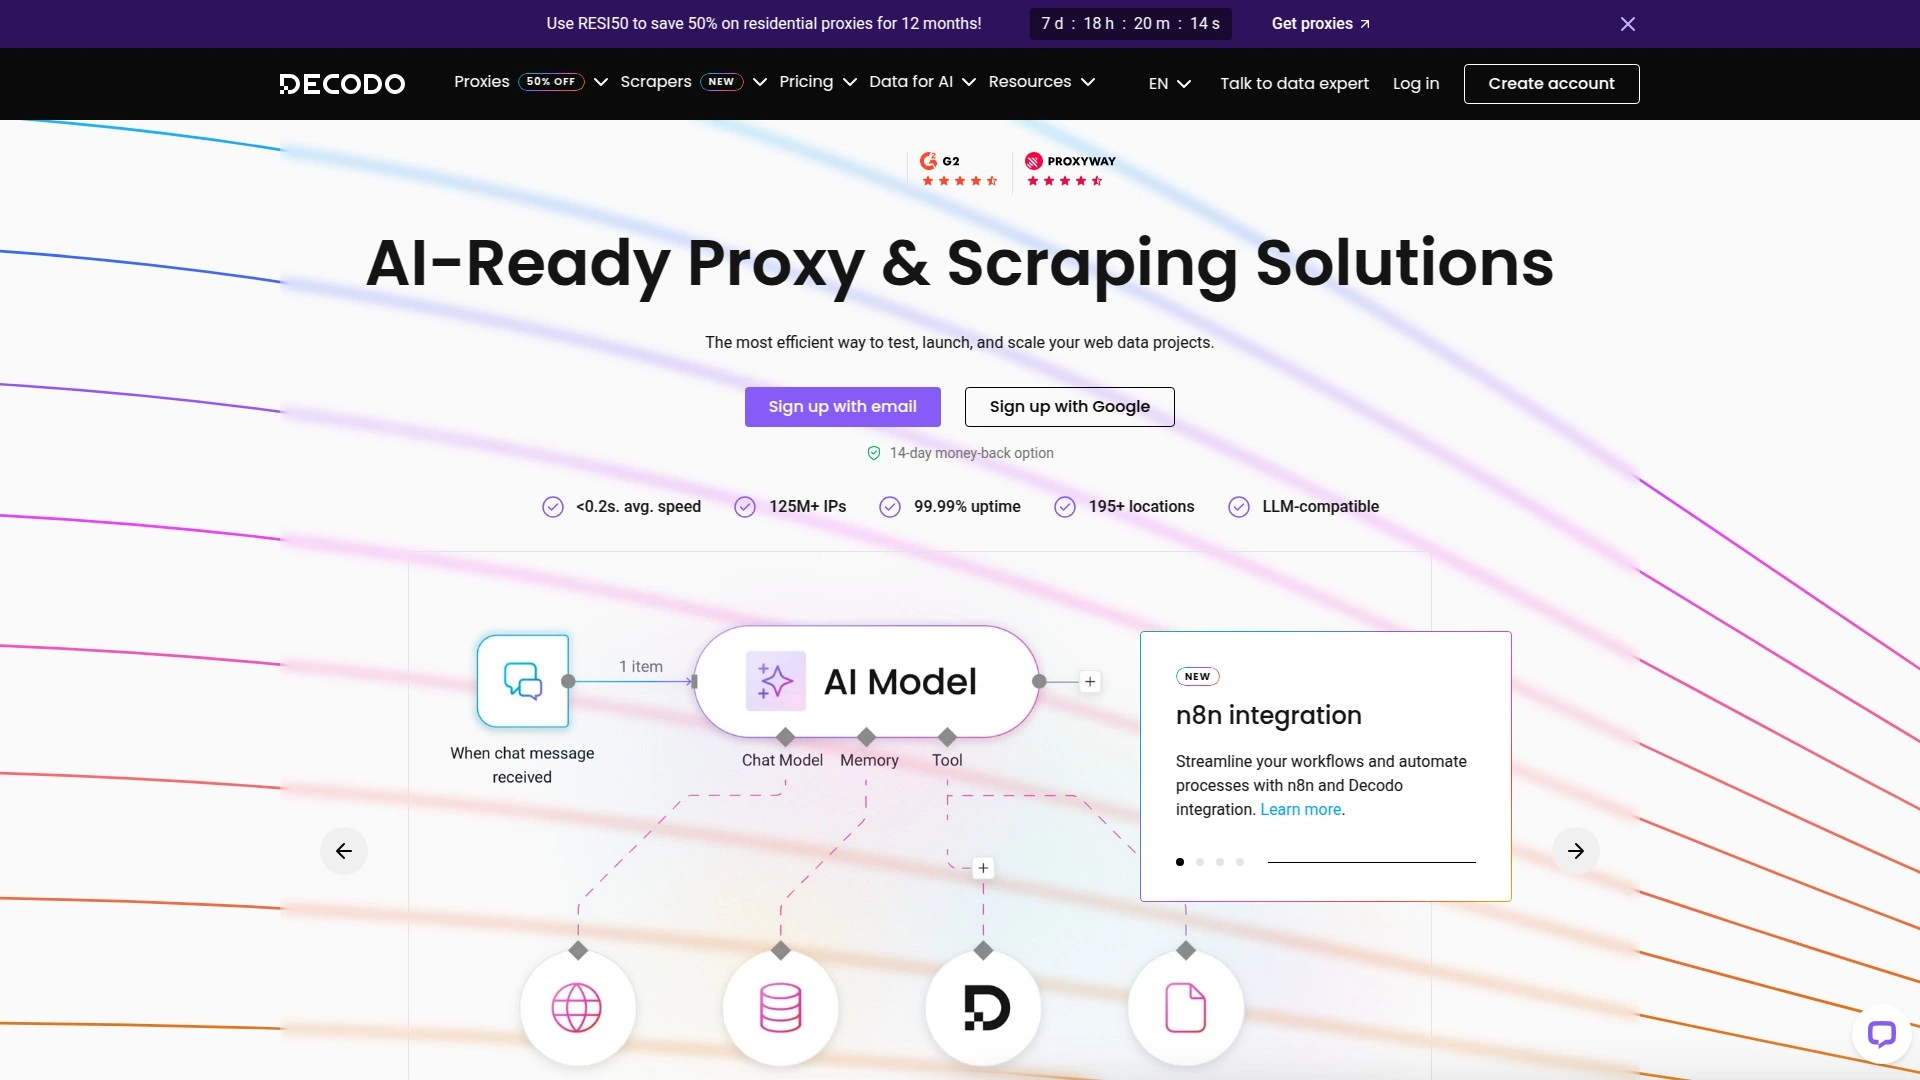 Use RESI50 to save 50% on residential proxies for 12 months!
7 d : 18 h : 20 m : 14 s
Get proxies
DECODO
Proxies 50% OFF
Scrapers NEW
Pricing
Data for AI
Resources
EN
Talk to data expert
Log in
Create account
G2
PROXYWAY
AI-Ready Proxy & Scraping Solutions
The most efficient way to test, launch, and scale your web data projects.
Sign up with email
Sign up with Google
14-day money-back option
<0.2s. avg. speed
125M+ IPs
99.99% uptime
195+ locations
LLM-compatible
1 item
AI Model
When chat message
received
Chat Model
Memory
Tool
NEW
n8n integration
Streamline your workflows and automate
processes with n8n and Decodo
integration. Learn more.